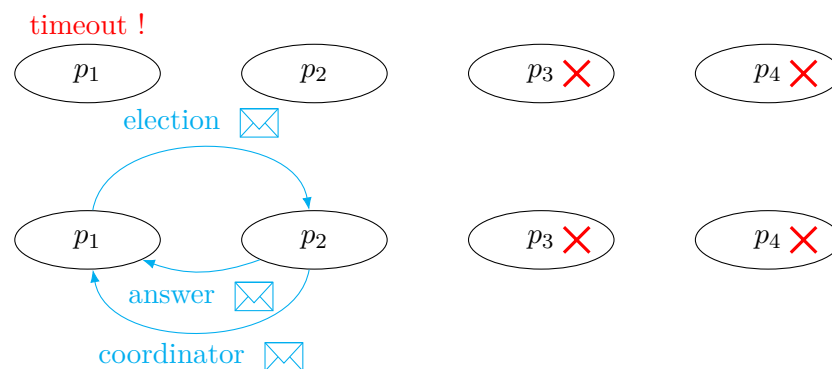 timeout !
p1 p2 p3 p4
election
p1 p2 p3 p4
answer
coordinator